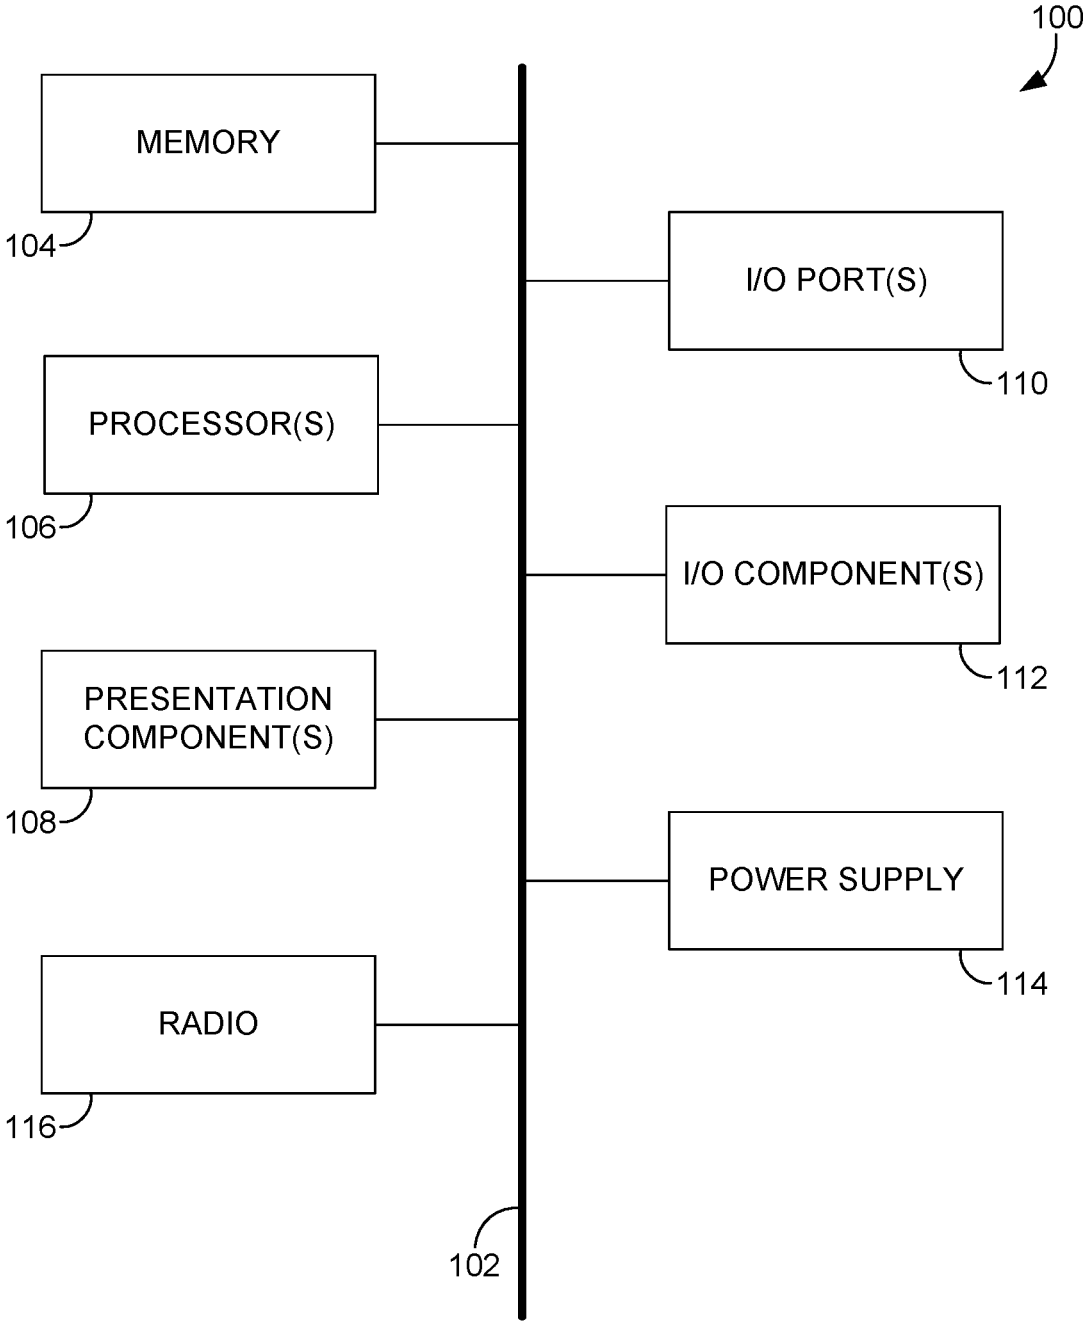 100
MEMORY
104
I/O PORT(S)
110
PROCESSOR(S)
106
I/O COMPONENT(S)
112
PRESENTATION
COMPONENT(S)
108
POWER SUPPLY
114
RADIO
116
102